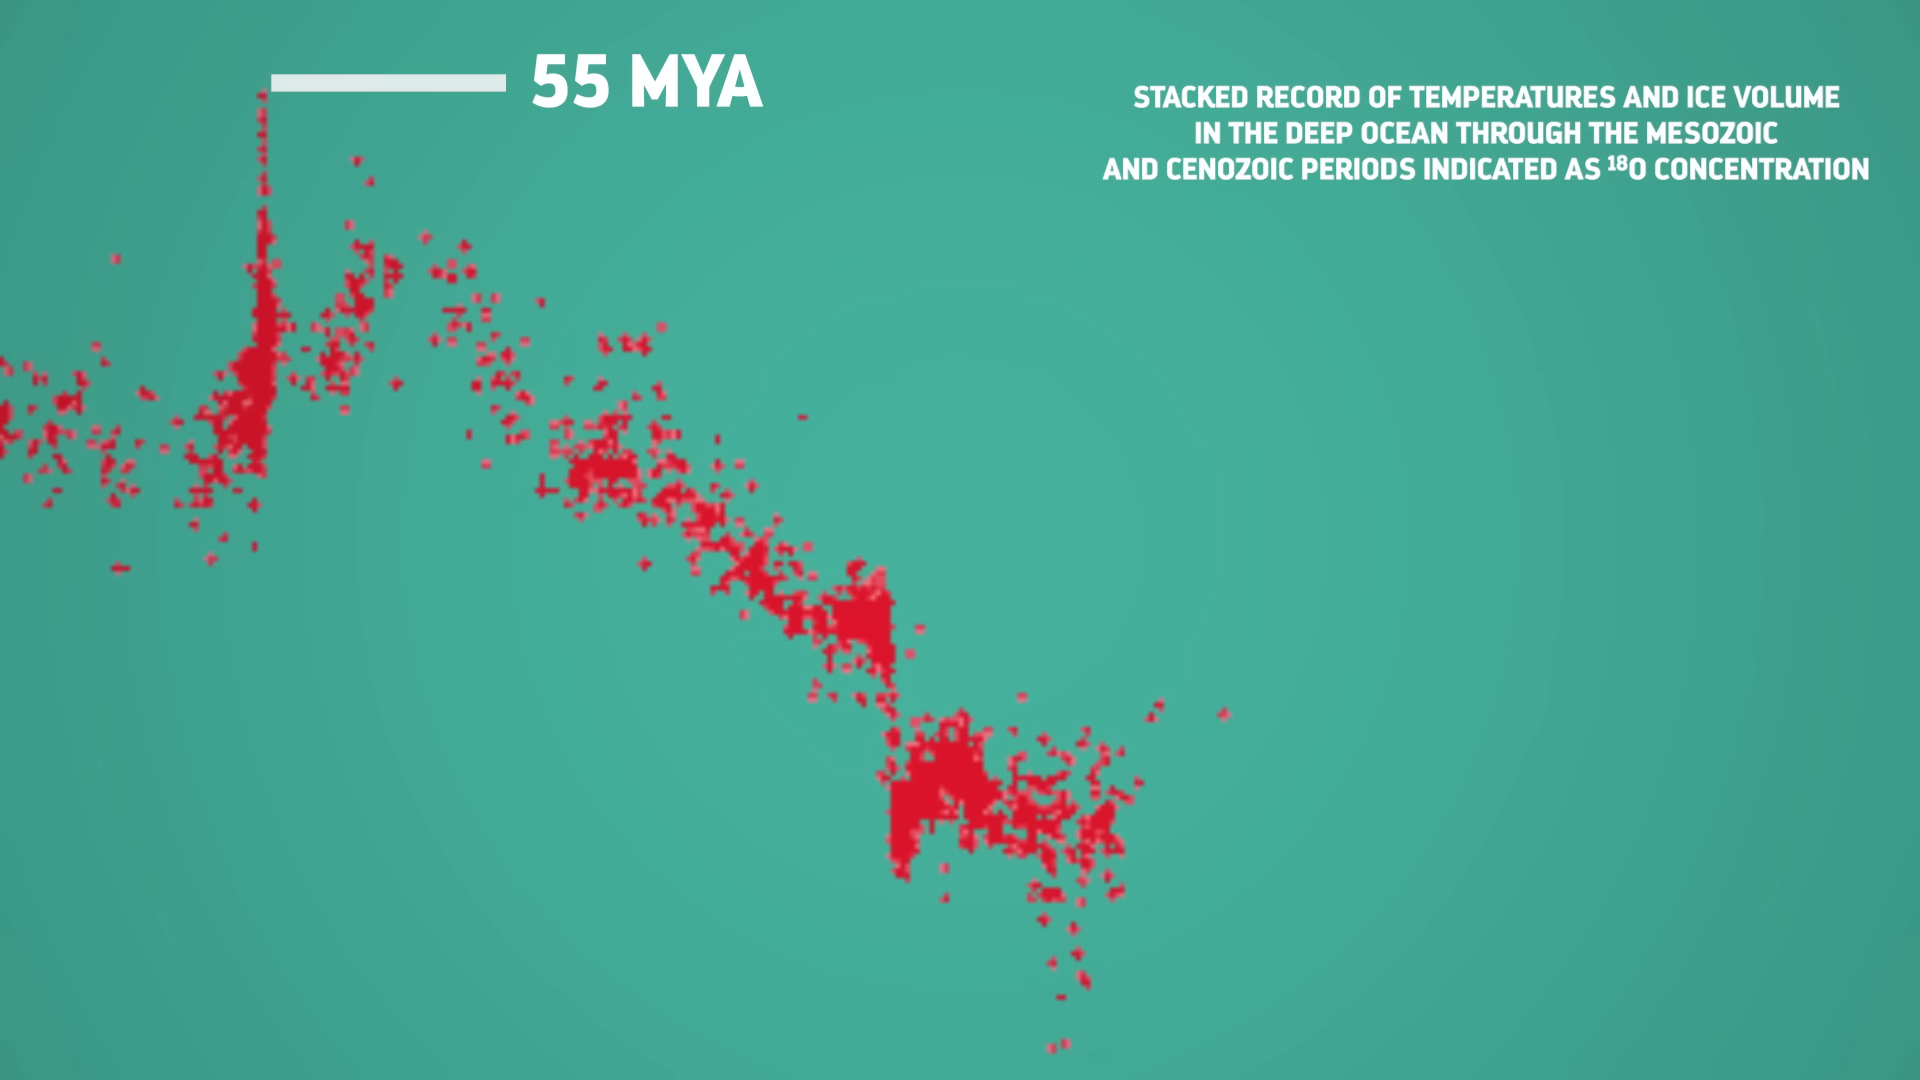 55 MYA
STACKED RECORD OF TEMPERATURES AND ICE VOLUME
IN THE DEEP OCEAN THROUGH THE MESOZOIC
AND CENOZOIC PERIODS INDICATED AS ¹⁸O CONCENTRATION